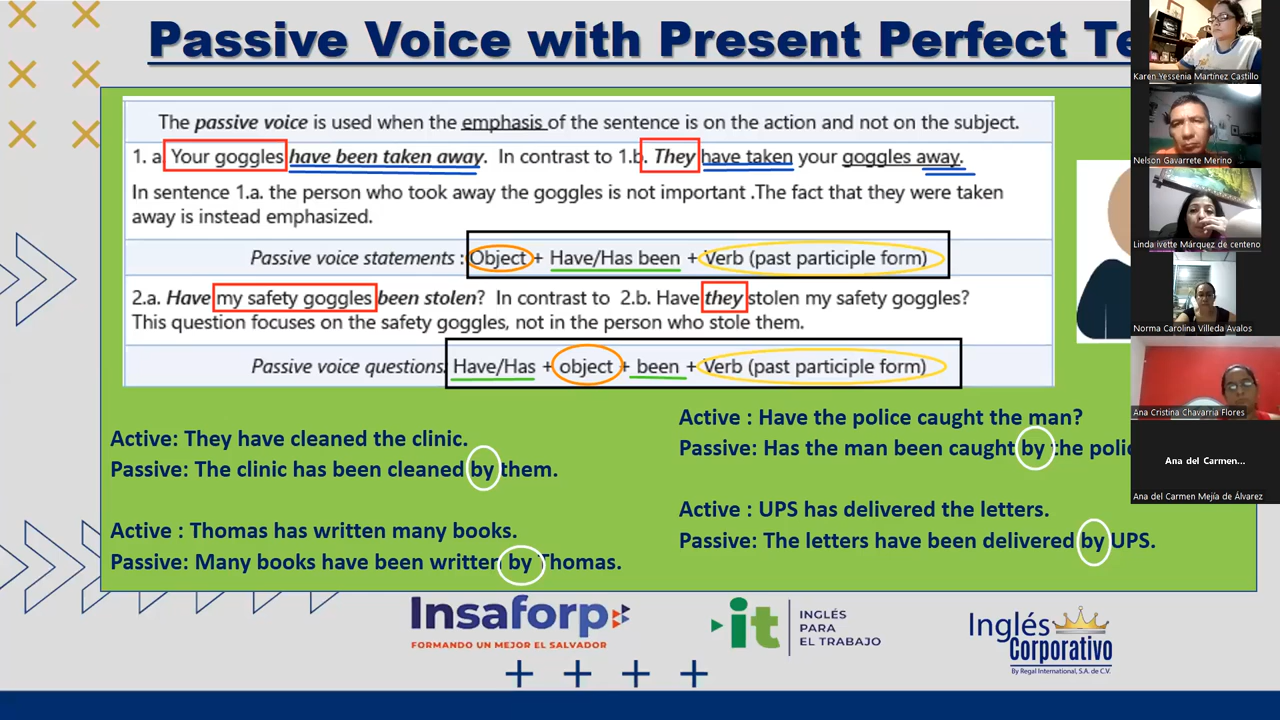 Passive Voice with Present Perfect Te
The passive voice is used when the emphasis of the sentence is on the action and not on the subject.
1. a. Your goggles have been taken away. In contrast to 1.b. They have taken your goggles away.
In sentence 1.a. the person who took away the goggles is not important .The fact that they were taken
away is instead emphasized.
Passive voice statements : Object + Have/Has been + Verb (past participle form)
2.a. Have my safety goggles been stolen? In contrast to 2.b. Have they stolen my safety goggles?
This question focuses on the safety goggles, not in the person who stole them.
Passive voice questions Have/Has + object + been + Verb (past participle form)
Active: They have cleaned the clinic.
Passive: The clinic has been cleaned by them.
Active : Thomas has written many books.
Passive: Many books have been written by Thomas.
Active : Have the police caught the man?
Passive: Has the man been caught by the polic
Active : UPS has delivered the letters.
Passive: The letters have been delivered by UPS.
Karen Yessenia Martinez Castillo
Nelson Gavarrete Merino
Linda ivette Márquez de centeno
Norma Carolina Villeda Avalos
Ana Cristina Chavarria Flores
Ana del Carmen...
Ana del Carmen Mejía de Álvarez
Insaforp
FORMANDO UN MEJOR EL SALVADOR
it
INGLÉS
PARA
EL TRABAJO
Inglés
Corporativo
By Regal International, S.A. de C.V.